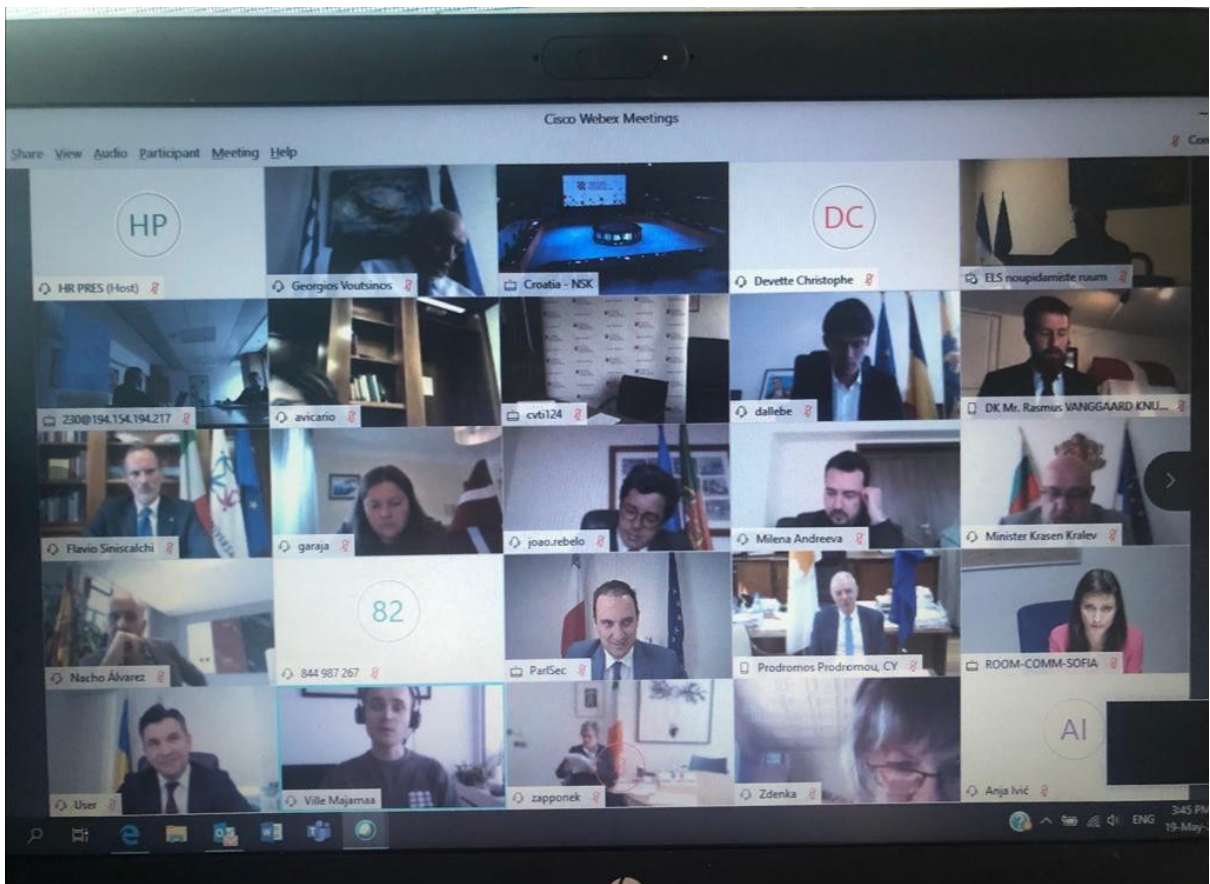 Cisco Webex Meetings
Share View Audio Participant Meeting Help
HP
HR PRES (Host)
Georgios Voutsinos
Croatia - NSK
DC
Devette Christophe
ELS noupidamiste ruum
230@194.154.194.217
avicario
cvti124
dallebe
DK Mr. Rasmus VANGGAARD KNU...
Flavio Siniscalchi
garaja
joao.rebelo
Milena Andreeva
Minister Krasen Kralev
Nacho Álvarez
82
844 987 267
ParlSec
Prodromos Prodromou, CY
ROOM-COMM-SOFIA
User
Ville Majamaa
zapponek
Zdenka
AI
Anja Ivić
ENG
3:45 PM
19-May-